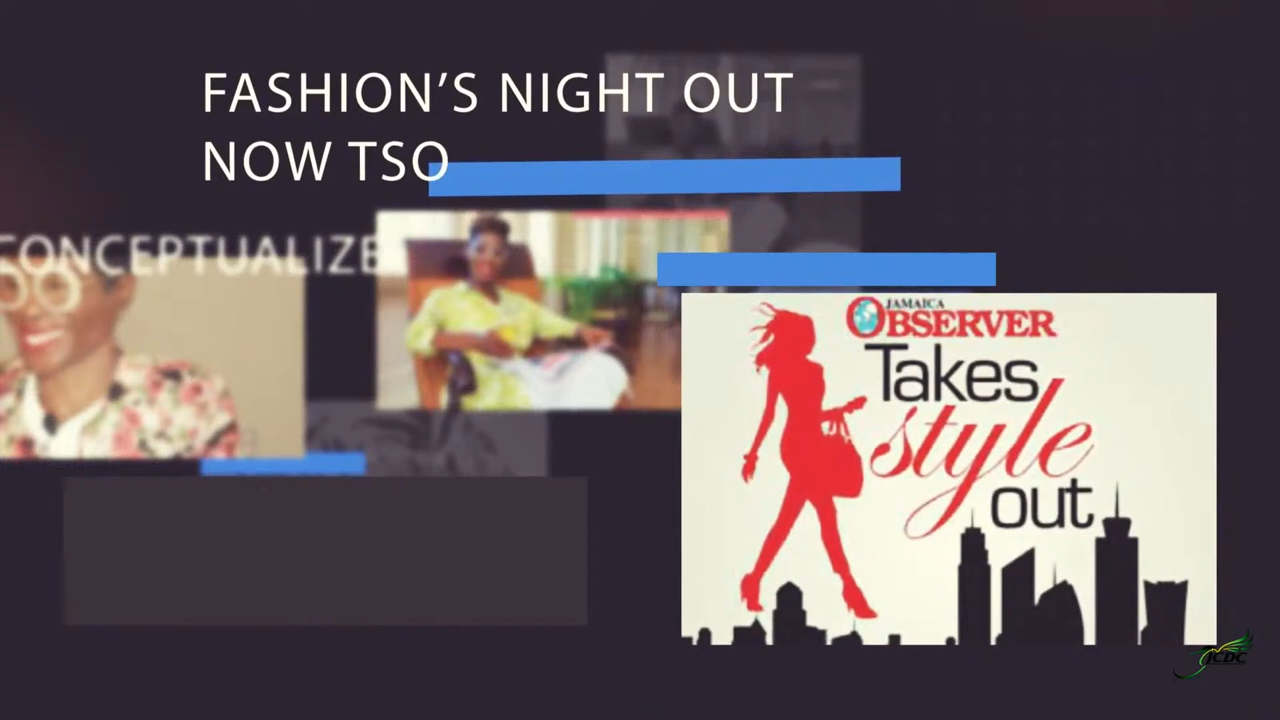 FASHION'S NIGHT OUT
NOW TSO
CONCEPTUALIZE
JAMAICA
OBSERVER
Takes
style
out
JCDC